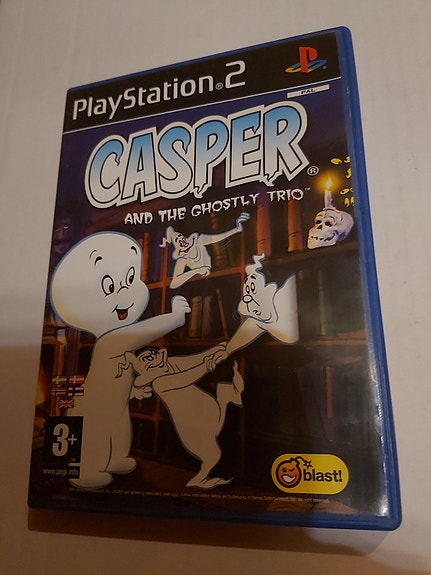 PlayStation®2
PAL
CASPER®
AND THE GHOSTLY TRIO™
3+
www.pegi.info
blast!